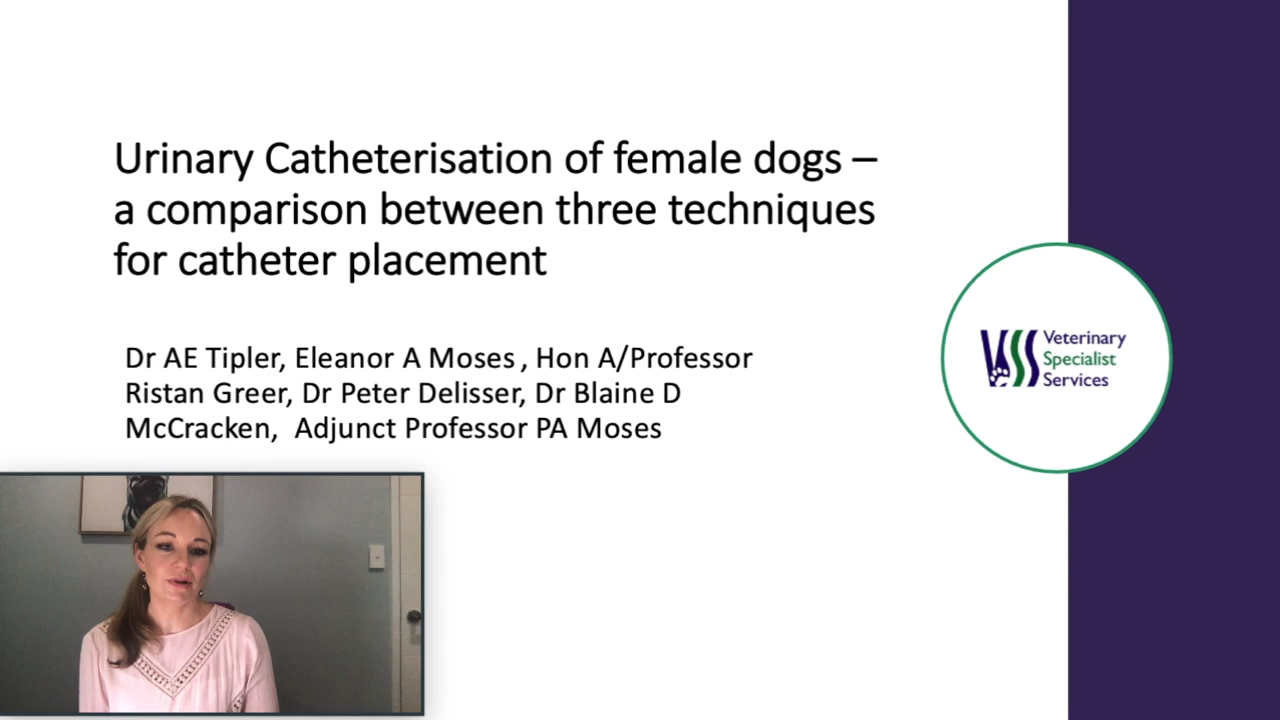 Urinary Catheterisation of female dogs –
a comparison between three techniques
for catheter placement
Dr AE Tipler, Eleanor A Moses , Hon A/Professor
Ristan Greer, Dr Peter Delisser, Dr Blaine D
McCracken, Adjunct Professor PA Moses
VSS
Veterinary
Specialist
Services